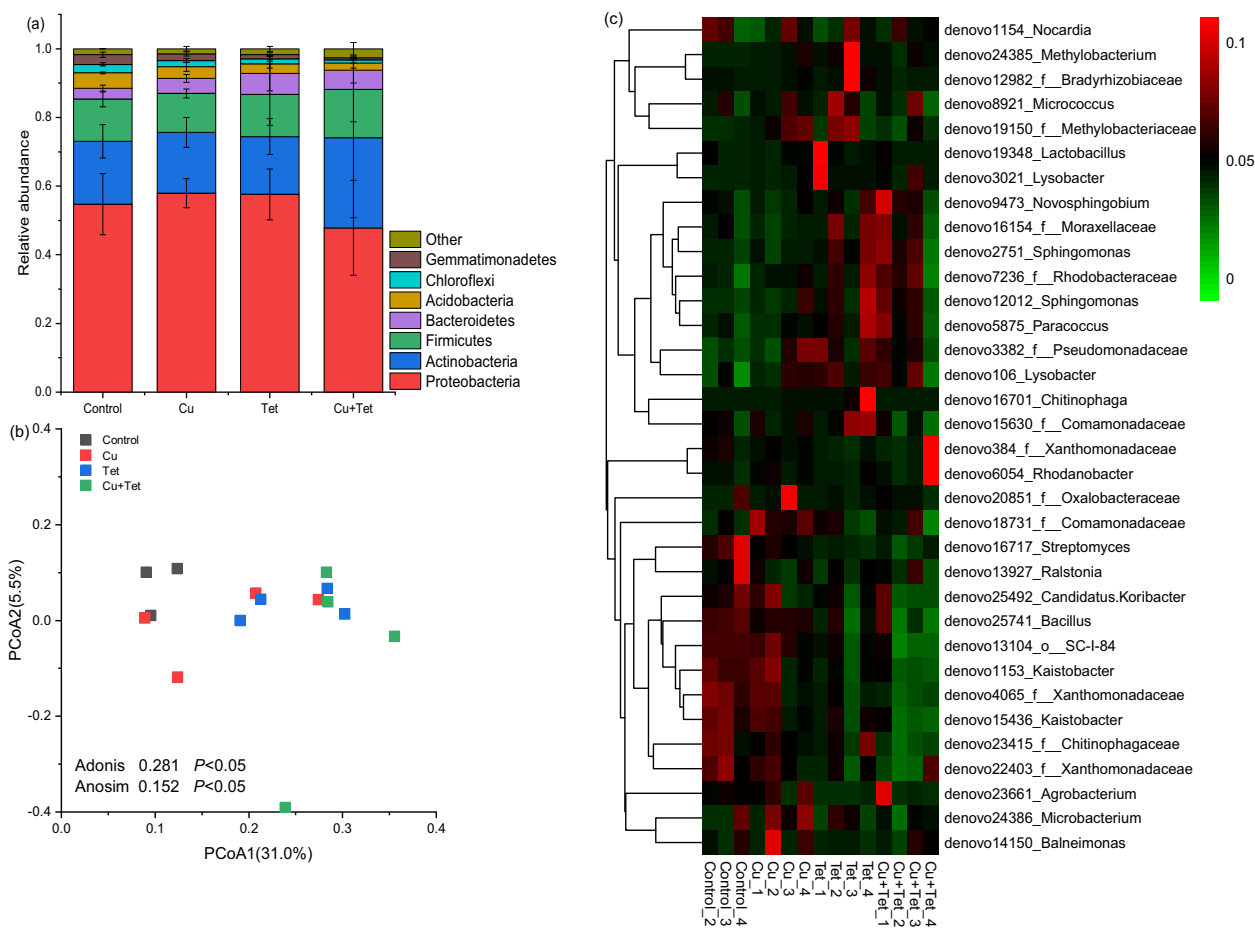 (a)
1.0
0.8
0.6
0.4
0.2
0.0
Relative abundance
Control
Cu
Tet
Cu+Tet
Other
Gemmatimonadetes
Chloroflexi
Acidobacteria
Bacteroidetes
Firmicutes
Actinobacteria
Proteobacteria
(b)
0.4
0.2
0.0
-0.2
-0.4
PCoA2(5.5%)
Control
Cu
Tet
Cu+Tet
Adonis 0.281 P<0.05
Anosim 0.152 P<0.05
0.0
0.1
0.2
0.3
0.4
PCoA1(31.0%)
(c)
denovo1154_Nocardia
denovo24385_Methylobacterium
denovo12982_f__Bradyrhizobiaceae
denovo8921_Micrococcus
denovo19150_f__Methylobacteriaceae
denovo19348_Lactobacillus
denovo3021_Lysobacter
denovo9473_Novosphingobium
denovo16154_f__Moraxellaceae
denovo2751_Sphingomonas
denovo7236_f__Rhodobacteraceae
denovo12012_Sphingomonas
denovo5875_Paracoccus
denovo3382_f__Pseudomonadaceae
denovo106_Lysobacter
denovo16701_Chitinophaga
denovo15630_f__Comamonadaceae
denovo384_f__Xanthomonadaceae
denovo6054_Rhodanobacter
denovo20851_f__Oxalobacteraceae
denovo18731_f__Comamonadaceae
denovo16717_Streptomyces
denovo13927_Ralstonia
denovo25492_Candidatus.Koribacter
denovo25741_Bacillus
denovo13104_o__SC-I-84
denovo1153_Kaistobacter
denovo4065_f__Xanthomonadaceae
denovo15436_Kaistobacter
denovo23415_f__Chitinophagaceae
denovo22403_f__Xanthomonadaceae
denovo23661_Agrobacterium
denovo24386_Microbacterium
denovo14150_Balneimonas
Control_2
Control_3
Control_4
Cu_1
Cu_2
Cu_3
Cu_4
Tet_1
Tet_2
Tet_3
Tet_4
Cu+Tet_1
Cu+Tet_2
Cu+Tet_3
Cu+Tet_4
0.1
0.05
0